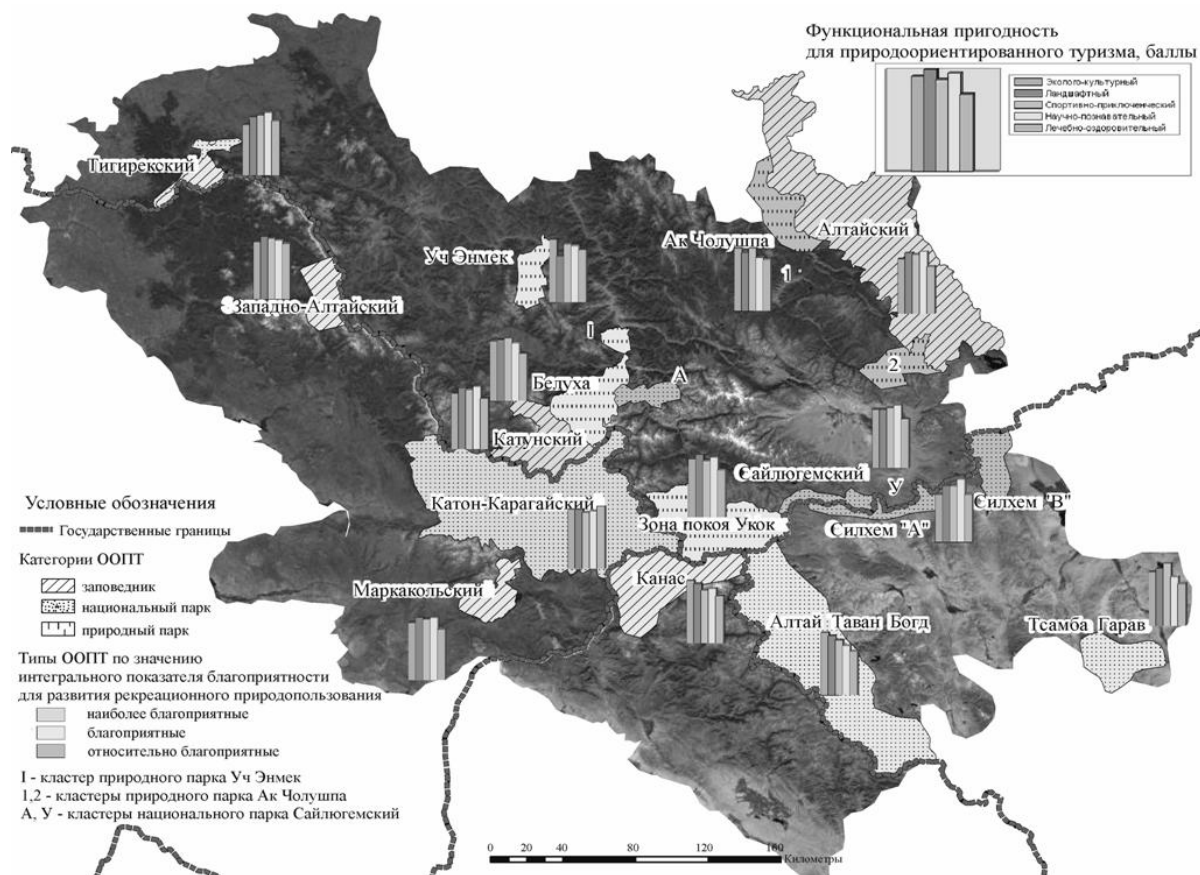 Функциональная пригодность
для природоориентированного туризма, баллы
Эколого-культурный
Ландшафтный
Спортивно-приключенческий
Научно-познавательный
Лечебно-оздоровительный
Тигирекский
Алтайский
Ак Чолушпа
Уч Энмек
1
Западно-Алтайский
I
2
А
Белуха
Катунский
Сайлюгемский
Катон-Карагайский
У
Силхем "В"
Зона покоя Укок
Силхем "А"
Канас
Маркакольский
Алтай Таван Богд
Тсамба Гарав
Условные обозначения
Государственные границы
Категории ООПТ
заповедник
национальный парк
природный парк
Типы ООПТ по значению
интегрального показателя благоприятности
для развития рекреационного природопользования
наиболее благоприятные
благоприятные
относительно благоприятные
I - кластер природного парка Уч Энмек
1,2 - кластеры природного парка Ак Чолушпа
А, У - кластеры национального парка Сайлюгемский
0 20 40 80 120 160
Километры